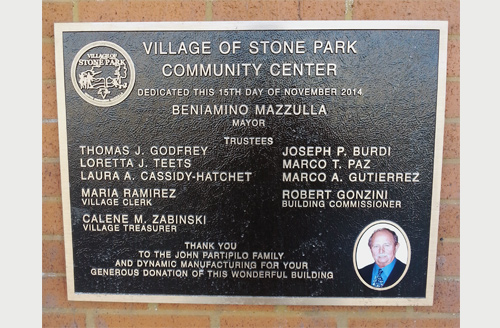 VILLAGE OF
STONE PARK
VILLAGE OF STONE PARK
COMMUNITY CENTER
DEDICATED THIS 15TH DAY OF NOVEMBER 2014
BENIAMINO MAZZULLA
MAYOR
TRUSTEES
THOMAS J. GODFREY
LORETTA J. TEETS
LAURA A. CASSIDY-HATCHET
JOSEPH P. BURDI
MARCO T. PAZ
MARCO A. GUTIERREZ
MARIA RAMIREZ
VILLAGE CLERK
ROBERT GONZINI
BUILDING COMMISSIONER
CALENE M. ZABINSKI
VILLAGE TREASURER
THANK YOU
TO THE JOHN PARTIPILO FAMILY
AND DYNAMIC MANUFACTURING FOR YOUR
GENEROUS DONATION OF THIS WONDERFUL BUILDING